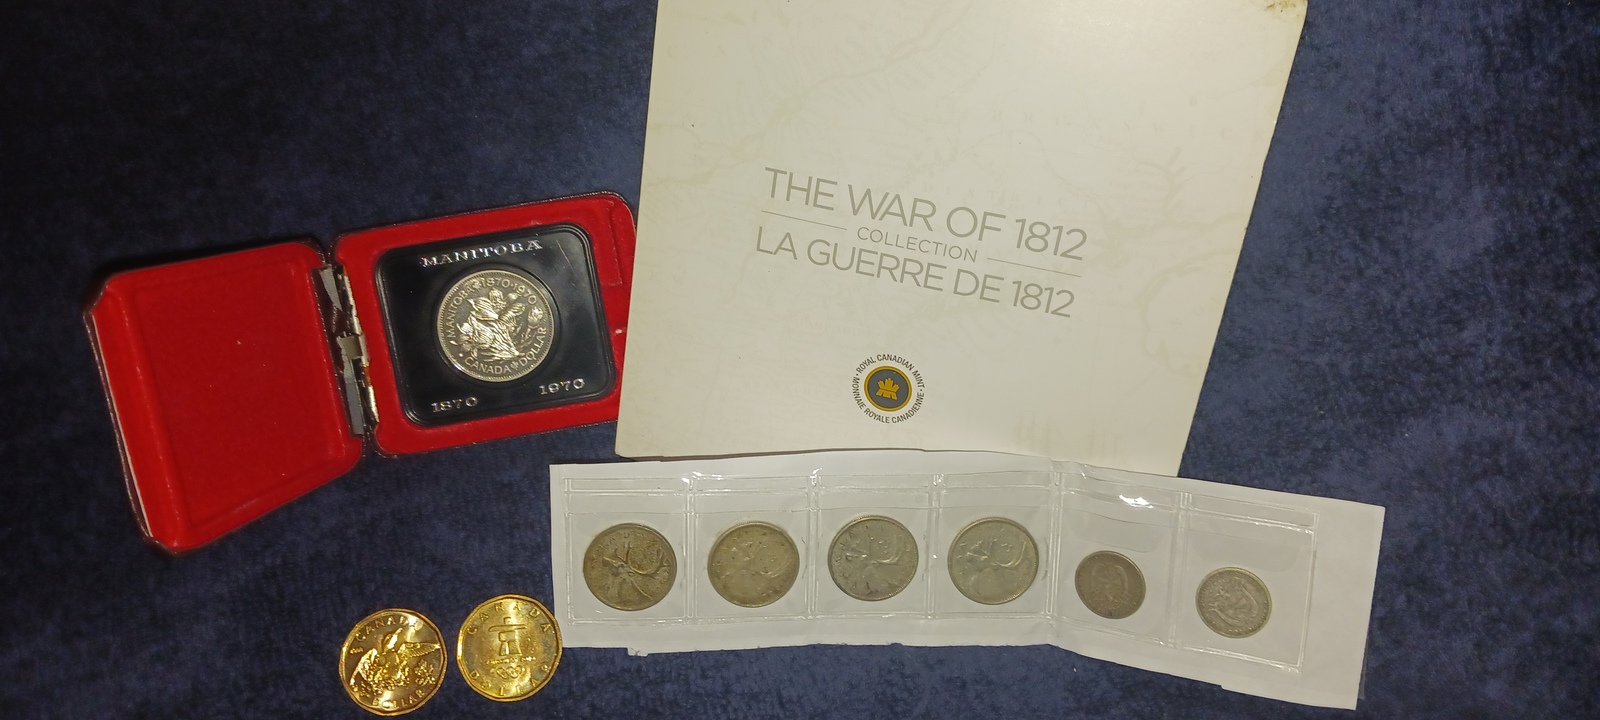 MANITOBA
MANITOBA 1870-1970
CANADA DOLLAR
1870 1970
THE WAR OF 1812
COLLECTION
LA GUERRE DE 1812
ROYAL CANADIAN MINT
MONNAIE ROYALE CANADIENNE
CANADA
DOLLAR
CANADA
DOLLAR